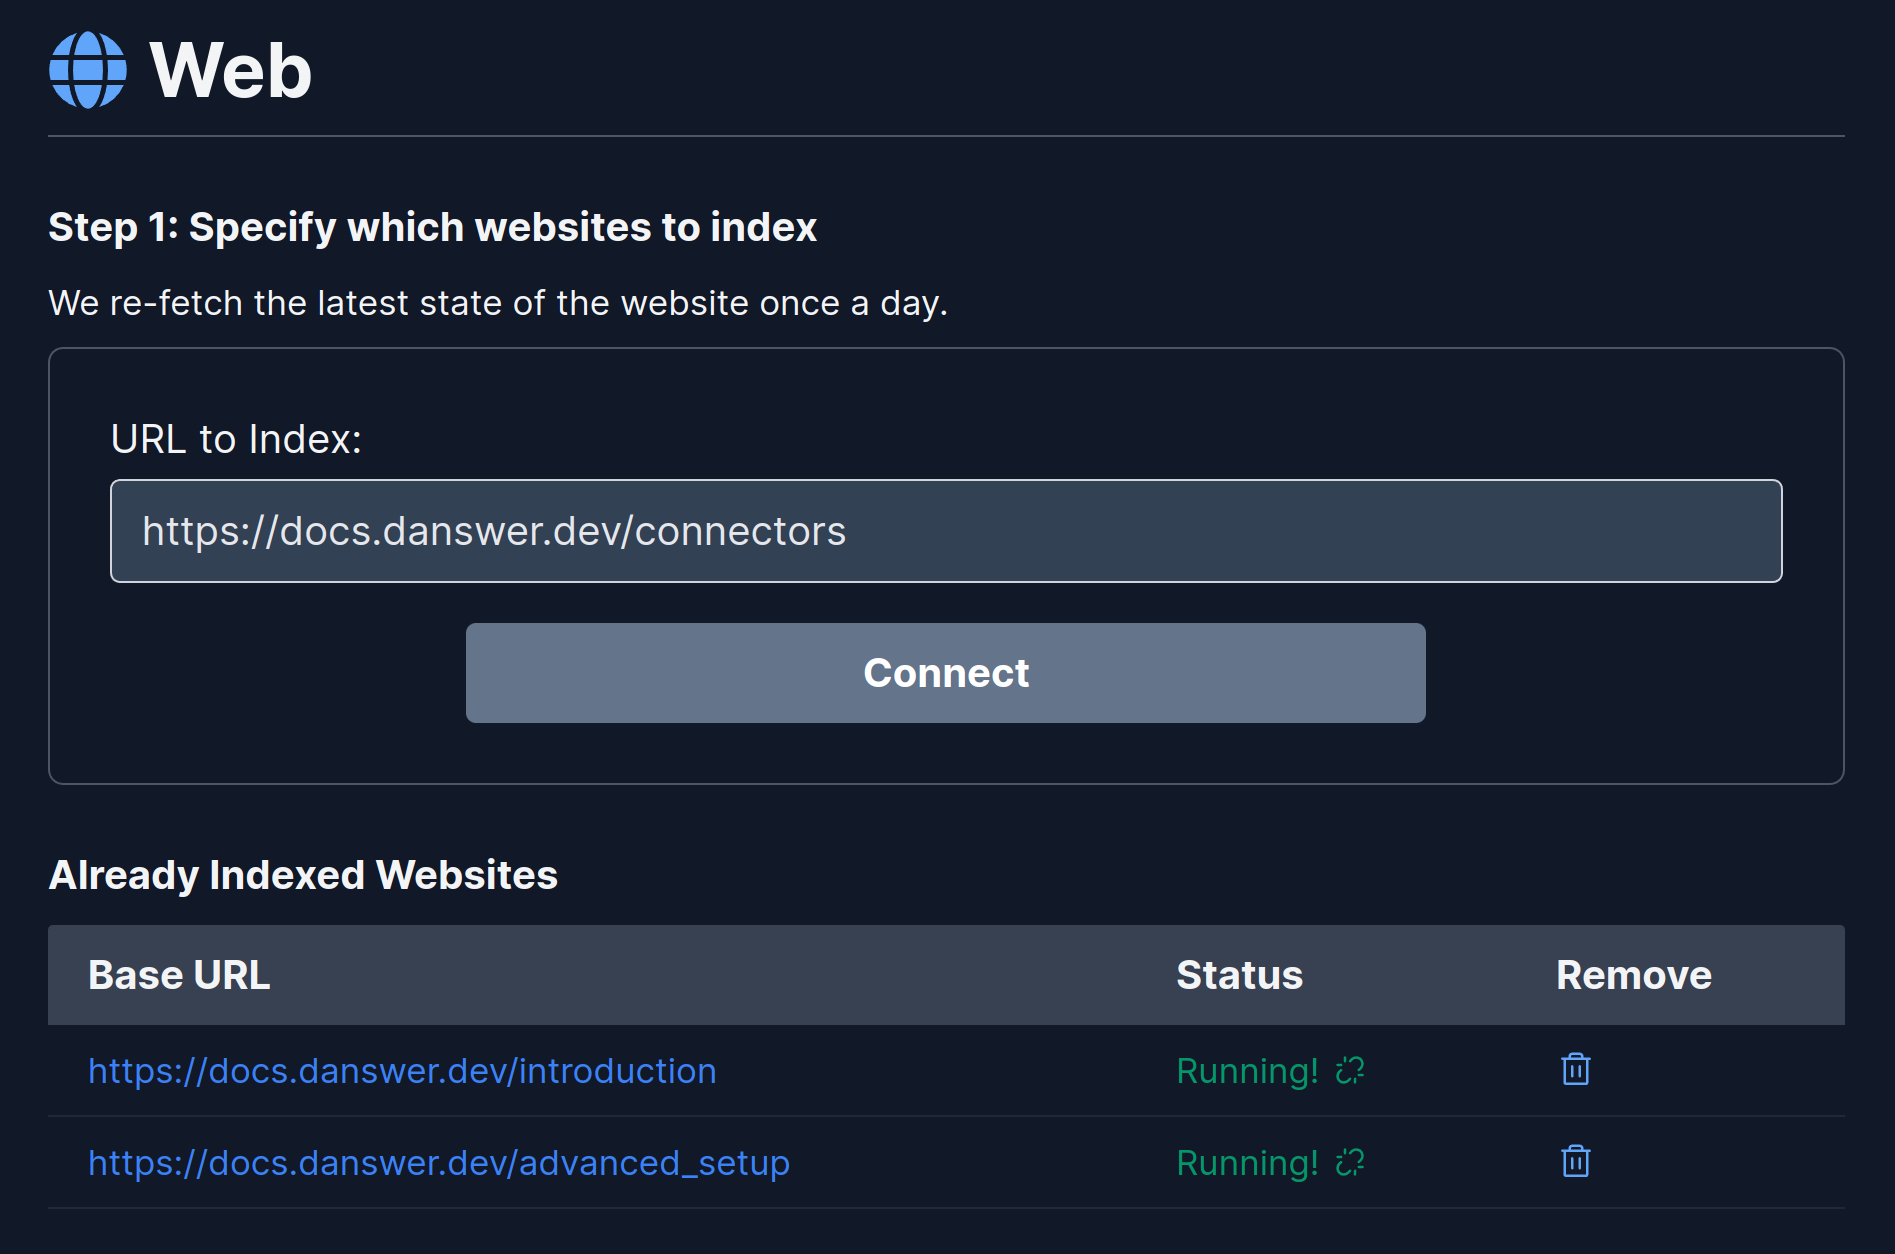 Web
Step 1: Specify which websites to index
We re-fetch the latest state of the website once a day.
URL to Index:
https://docs.danswer.dev/connectors
Connect
Already Indexed Websites
Base URL Status Remove
https://docs.danswer.dev/introduction Running!
https://docs.danswer.dev/advanced_setup Running!